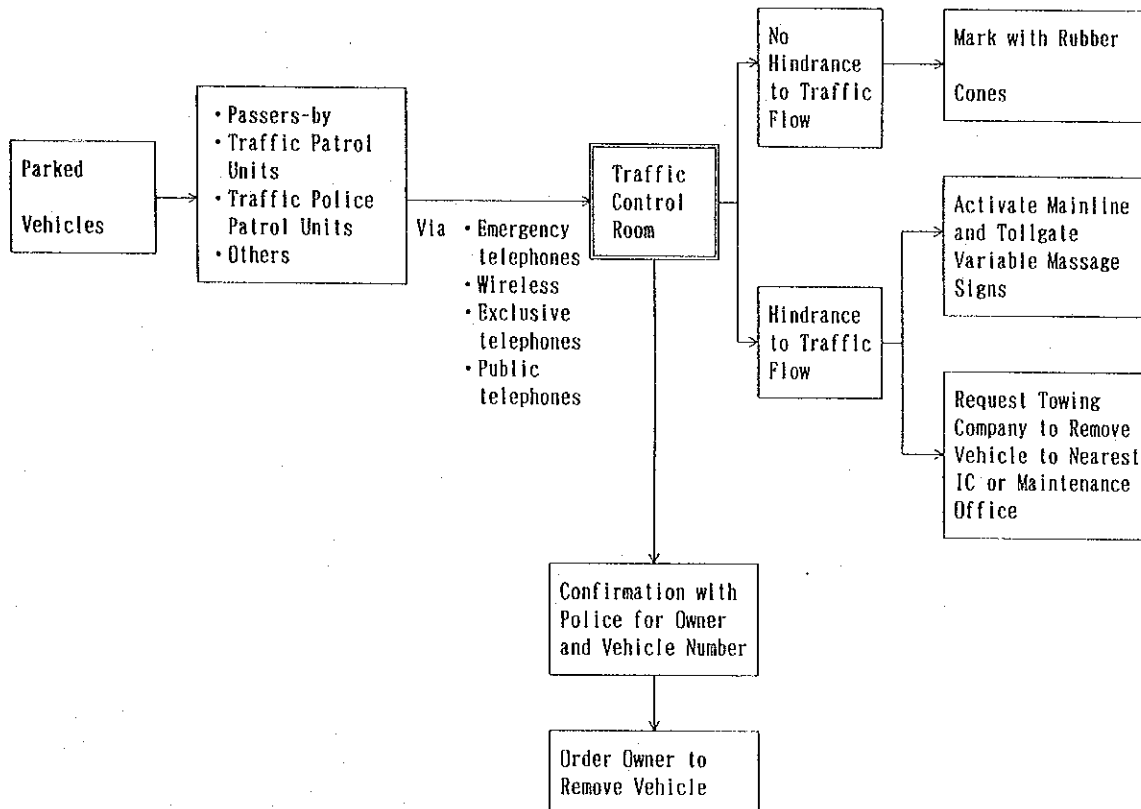 Parked
Vehicles
・Passers-by
・Traffic Patrol
Units
・Traffic Police
Patrol Units
・Others
Via
・Emergency
telephones
・Wireless
・Exclusive
telephones
・Public
telephones
Traffic
Control
Room
No
Hindrance
to Traffic
Flow
Mark with Rubber
Cones
Hindrance
to Traffic
Flow
Activate Mainline
and Tollgate
Variable Massage
Signs
Request Towing
Company to Remove
Vehicle to Nearest
IC or Maintenance
Office
Confirmation with
Police for Owner
and Vehicle Number
Order Owner to
Remove Vehicle